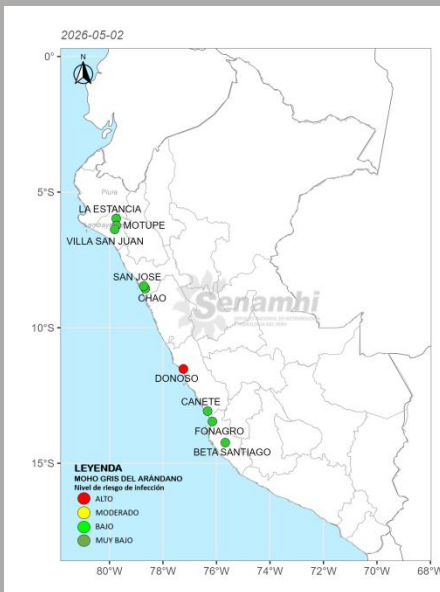 2026-05-02
N
0°
Piura
LA ESTANCIA
5°S
MOTUPE
VILLA SAN JUAN
SAN JOSE
CHAO
Senamhi
10°S
DONOSO
CANETE
FONAGRO
BETA SANTIAGO
15°S
LEYENDA
MOHO GRIS DEL ARÁNDANO
Nivel de riesgo de infección
ALTO
MODERADO
BAJO
MUY BAJO
80°W 78°W 76°W 74°W 72°W 70°W 68°W